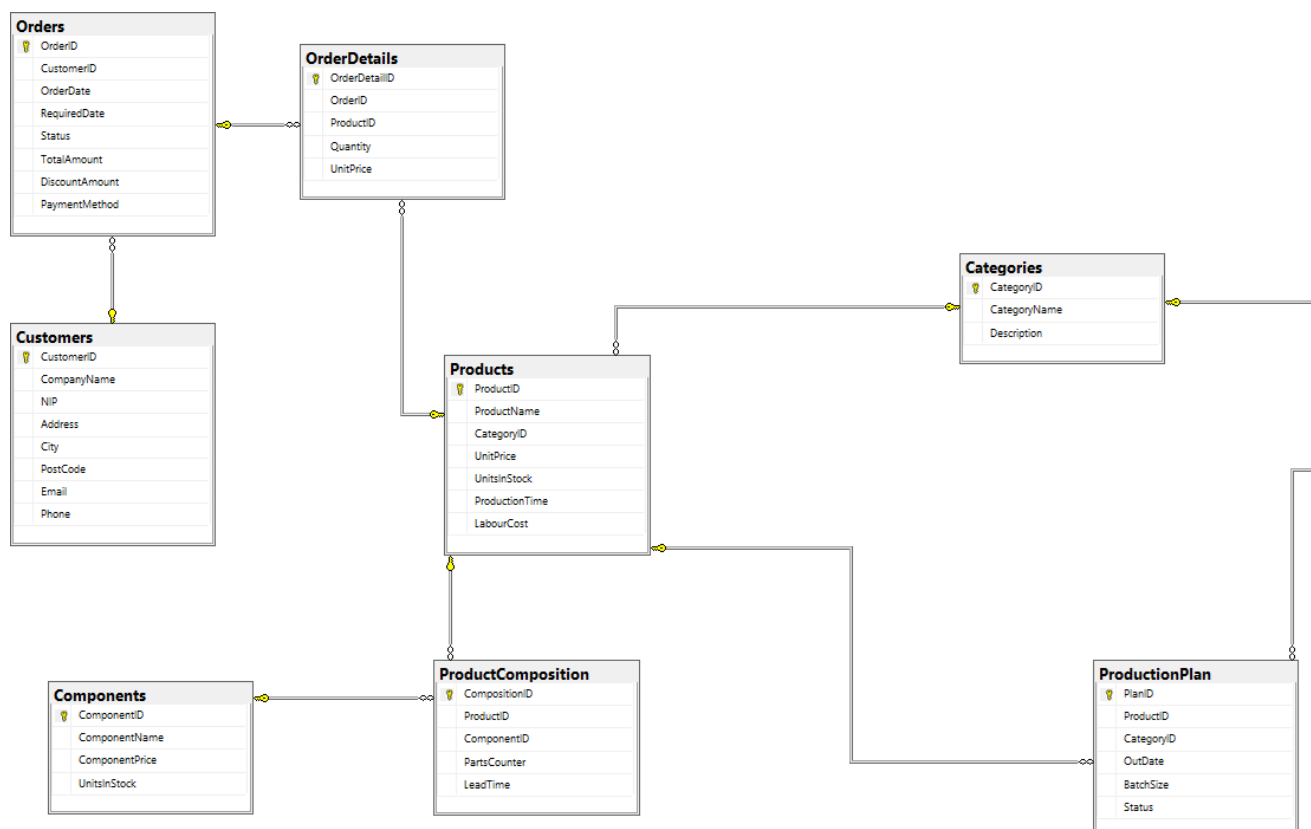 Orders
OrderID
CustomerID
OrderDate
RequiredDate
Status
TotalAmount
DiscountAmount
PaymentMethod
OrderDetails
OrderDetailID
OrderID
ProductID
Quantity
UnitPrice
Customers
CustomerID
CompanyName
NIP
Address
City
PostCode
Email
Phone
Products
ProductID
ProductName
CategoryID
UnitPrice
UnitsInStock
ProductionTime
LabourCost
Categories
CategoryID
CategoryName
Description
Components
ComponentID
ComponentName
ComponentPrice
UnitsInStock
ProductComposition
CompositionID
ProductID
ComponentID
PartsCounter
LeadTime
ProductionPlan
PlanID
ProductID
CategoryID
OutDate
BatchSize
Status